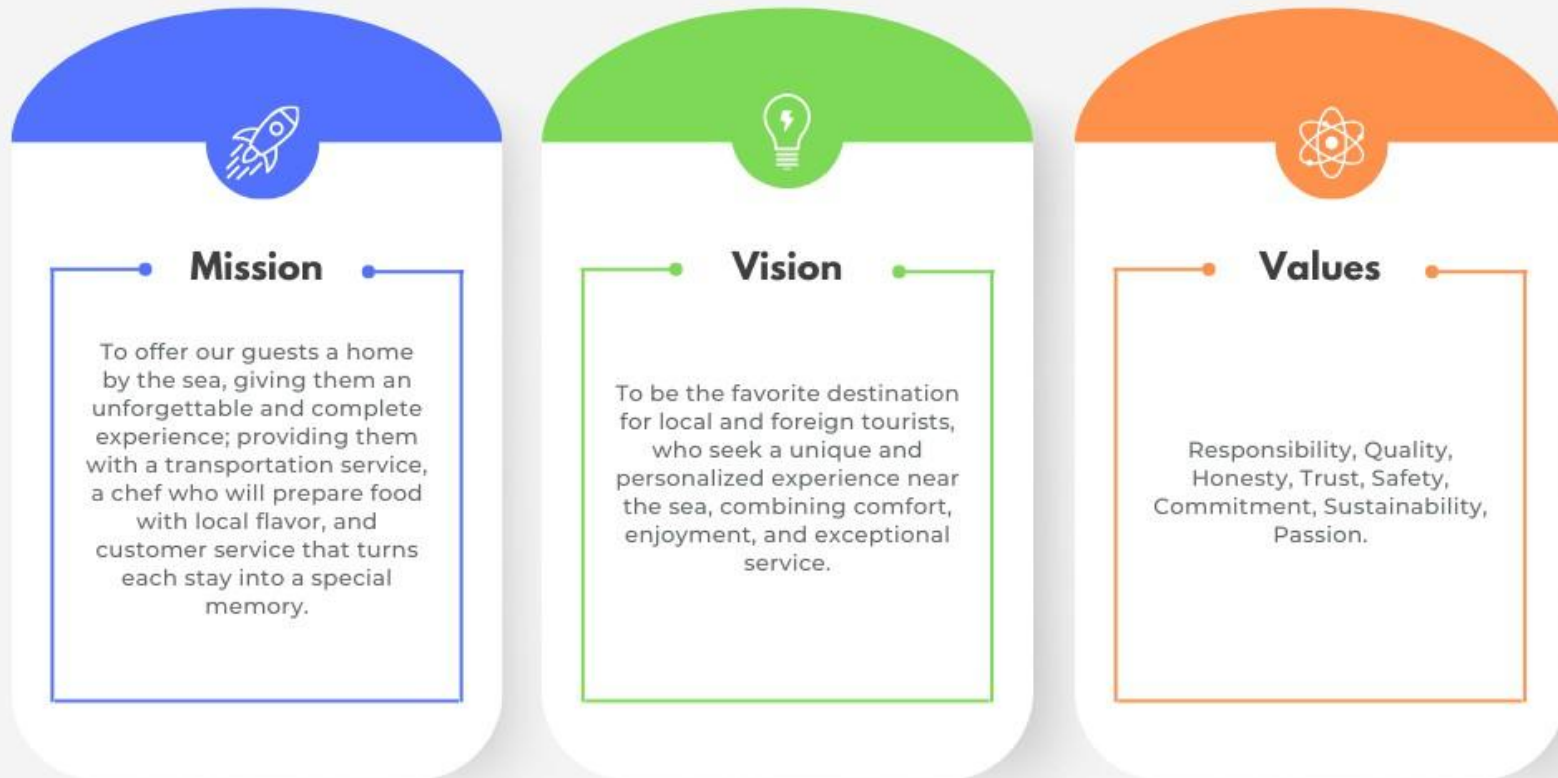 Mission
To offer our guests a home
by the sea, giving them an
unforgettable and complete
experience; providing them
with a transportation service,
a chef who will prepare food
with local flavor, and
customer service that turns
each stay into a special
memory.
Vision
To be the favorite destination
for local and foreign tourists,
who seek a unique and
personalized experience near
the sea, combining comfort,
enjoyment, and exceptional
service.
Values
Responsibility, Quality,
Honesty, Trust, Safety,
Commitment, Sustainability,
Passion.